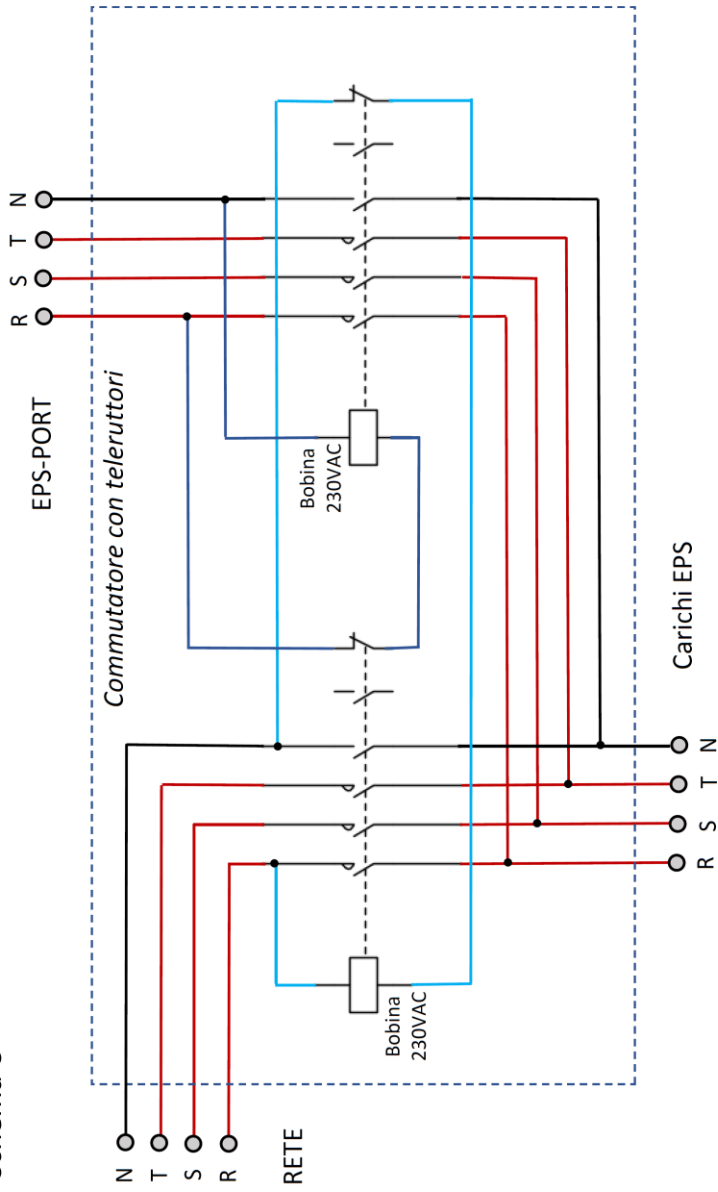 N
T
S
R
EPS-PORT
Commutatore con teleruttori
Bobina
230VAC
Bobina
230VAC
N
T
S
R
RETE
Carichi EPS
N
T
S
R